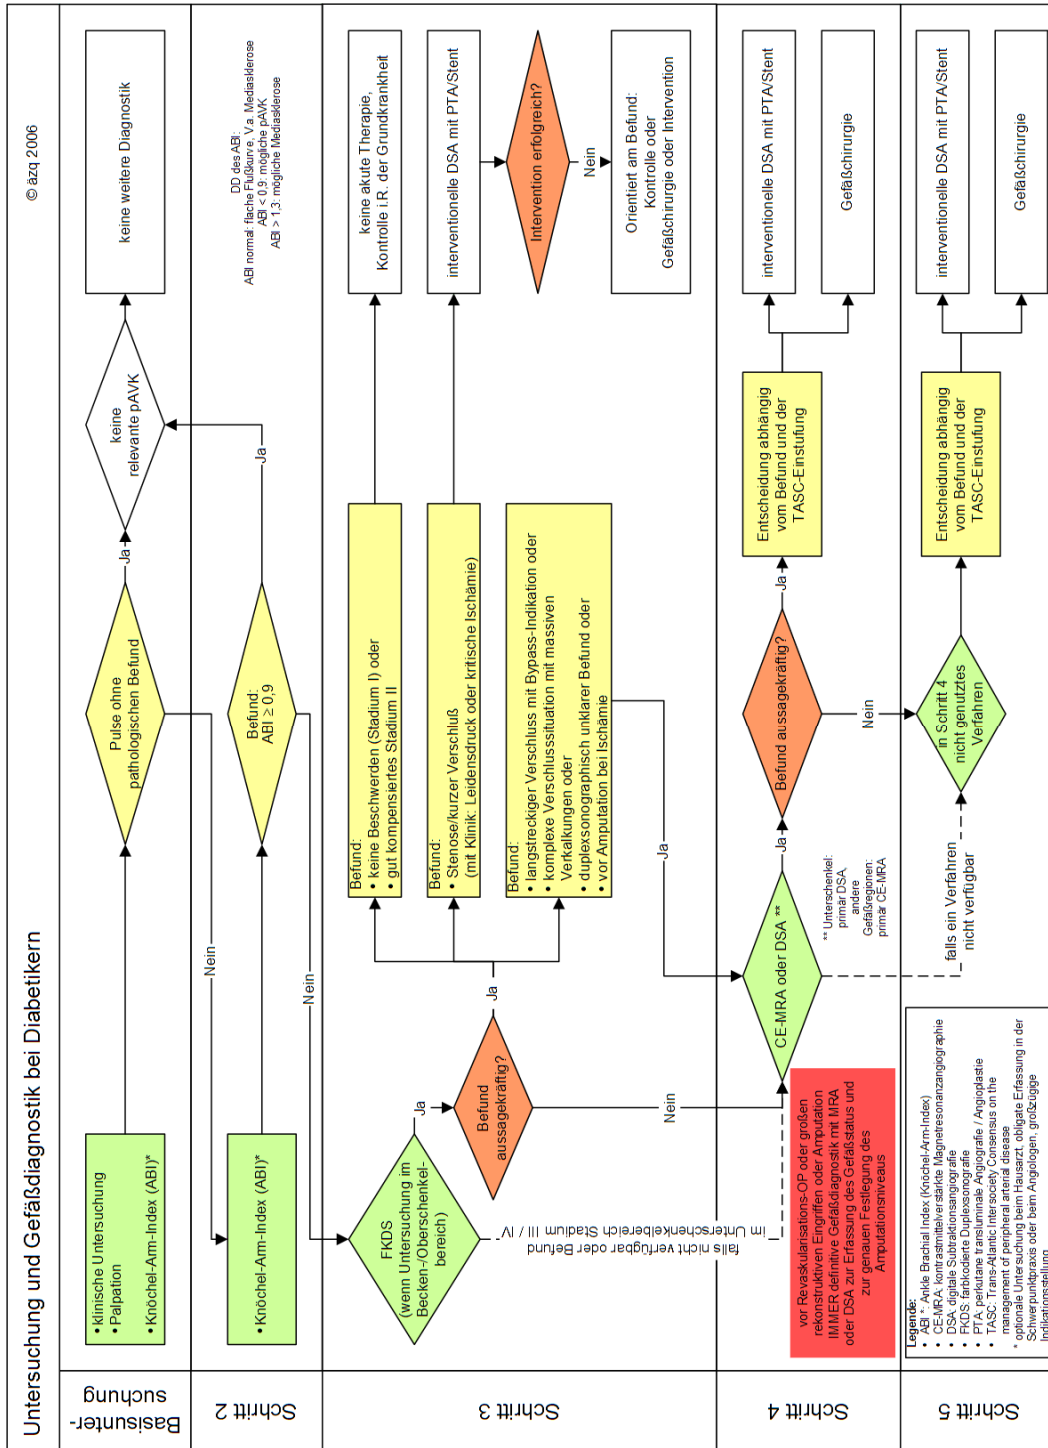 Untersuchung und Gefäßdiagnostik bei Diabetikern
© äzq 2006
Basisunter-
suchung
• klinische Untersuchung
• Palpation
• Knöchel-Arm-Index (ABI)*
Pulse ohne
pathologischen Befund
Ja
keine
relevante pAVK
keine weitere Diagnostik
Nein
Schritt 2
• Knöchel-Arm-Index (ABI)*
Befund:
ABI ≥ 0,9
Ja
DD des ABI:
ABI normal: flache Flußkurve, V.a. Mediasklerose
ABI < 0,9: mögliche pAVK
ABI > 1,3: mögliche Mediasklerose
Nein
Schritt 3
FKDS
(wenn Untersuchung im
Becken-/Oberschenkel-
bereich)
Ja
Befund
aussagekräftig?
Ja
Nein
falls nicht verfügbar oder Befund
im Unterschenkelbereich Stadium III / IV
Befund:
• keine Beschwerden (Stadium I) oder
• gut kompensiertes Stadium II
keine akute Therapie,
Kontrolle i.R. der Grundkrankheit
Befund:
• Stenose/kurzer Verschluß
(mit Klinik: Leidensdruck oder kritische Ischämie)
interventionelle DSA mit PTA/Stent
Intervention erfolgreich?
Nein
Orientiert am Befund:
Kontrolle oder
Gefäßchirurgie oder Intervention
Befund:
• langstreckiger Verschluss mit Bypass-Indikation oder
• komplexe Verschlusssituation mit massiven
Verkalkungen oder
• duplexsonographisch unklarer Befund oder
• vor Amputation bei Ischämie
Ja
Schritt 4
vor Revaskularisations-OP oder großen
rekonstruktiven Eingriffen oder Amputation
IMMER definitive Gefäßdiagnostik mit MRA
oder DSA zur Erfassung des Gefäßstatus und
zur genauen Festlegung des
Amputationsniveaus
CE-MRA oder DSA **
** Unterschenkel:
primär DSA,
andere
Gefäßregionen:
primär CE-MRA
Ja
Befund aussagekräftig?
Ja
Entscheidung abhängig
vom Befund und der
TASC-Einstufung
interventionelle DSA mit PTA/Stent
Gefäßchirurgie
Nein
falls ein Verfahren
nicht verfügbar
Schritt 5
in Schritt 4
nicht genutztes
Verfahren
Entscheidung abhängig
vom Befund und der
TASC-Einstufung
interventionelle DSA mit PTA/Stent
Gefäßchirurgie
Legende:
• ABI *: Ankle Brachial Index (Knöchel-Arm-Index)
• CE-MRA: kontrastmittelverstärkte Magnetresonanzangiographie
• DSA: digitale Subtraktionsangiografie
• FKDS: farbkodierte Duplexsonografie
• PTA: perkutane transluminale Angiografie / Angioplastie
• TASC: Trans-Atlantic Intersociety Consensus on the
management of peripheral arterial disease
* optionale Untersuchung beim Hausarzt, obligate Erfassung in der
Schwerpunktpraxis oder beim Angiologen, großzügige
Indikationsstellung